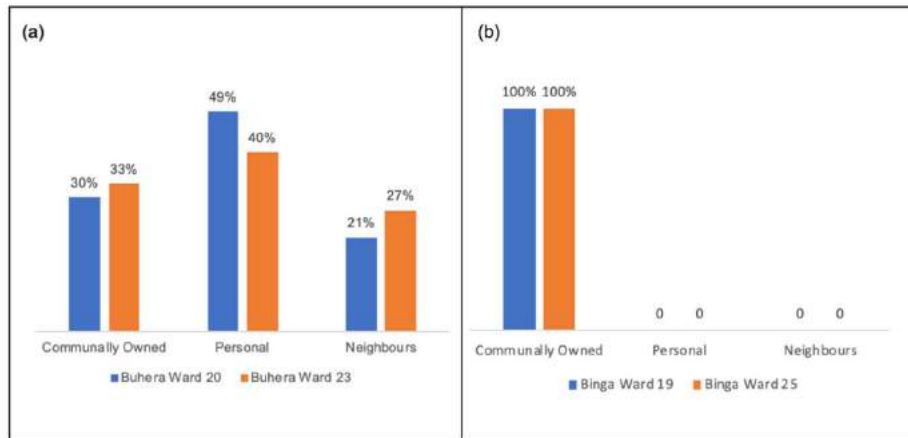 (a)
49%
40%
30%
33%
21%
27%
Communally Owned
Personal
Neighbours
Buhera Ward 20
Buhera Ward 23
(b)
100%
100%
0
0
0
0
Communally Owned
Personal
Neighbours
Binga Ward 19
Binga Ward 25